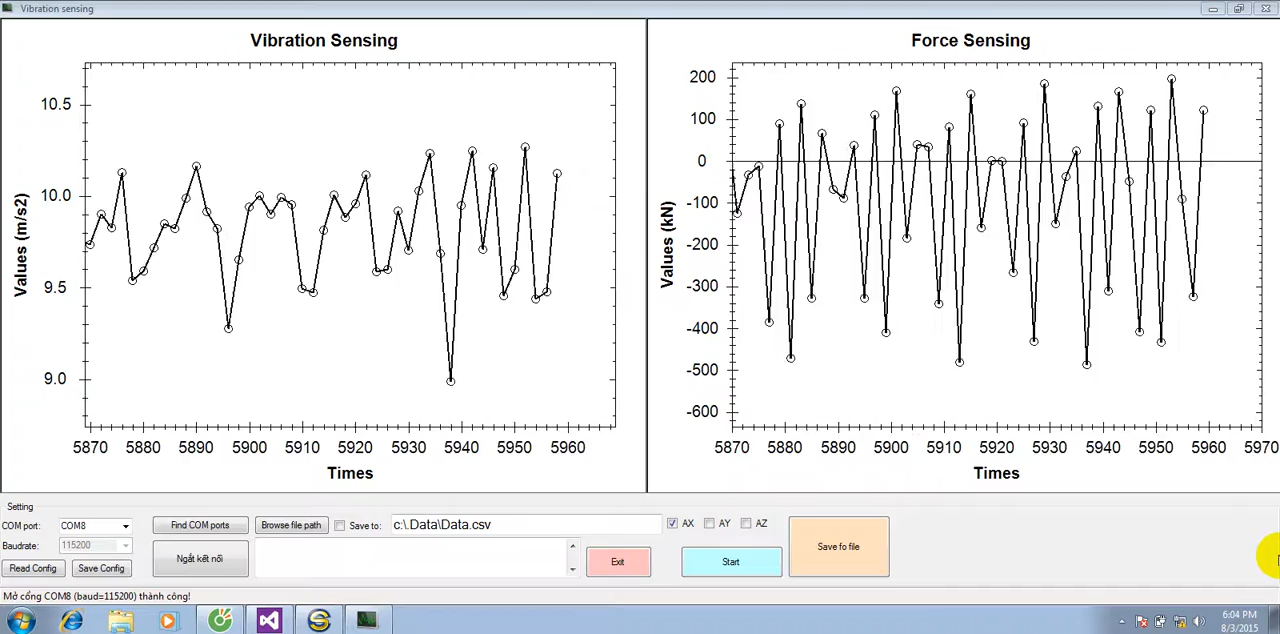 Vibration sensing
Vibration Sensing
Values (m/s2)
10.5
10.0
9.5
9.0
5870 5880 5890 5900 5910 5920 5930 5940 5950 5960
Times
Force Sensing
Values (kN)
200
100
0
-100
-200
-300
-400
-500
-600
5870 5880 5890 5900 5910 5920 5930 5940 5950 5960 5970
Times
Setting
COM port: COM8 Find COM ports Browse file path Save to: c:\.Data\Data.csv AX AY AZ
Baudrate: 115200 Ngắt kết nối Exit Start Save fo file
Read Config Save Config
Mở cổng COM8 (baud=115200) thành công!
6:04 PM
8/3/2015